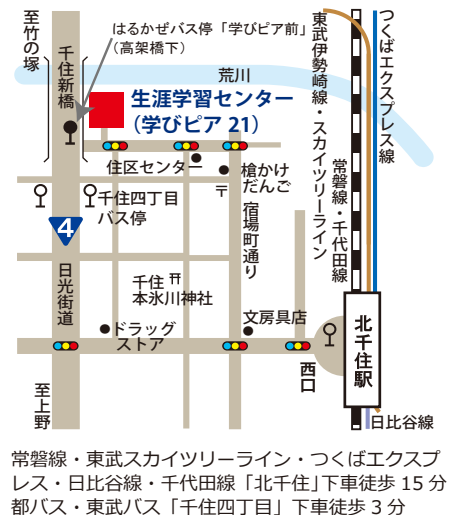 至竹の塚
千住新橋
はるかぜバス停「学びピア前」
（高架橋下）
荒川
生涯学習センター
（学びピア 21）
東武伊勢崎線・スカイツリーライン
つくばエクスプレス線
常磐線・千代田線
住区センター
槍かけ
だんご
〒
千住四丁目
バス停
宿場町通り
4
日光街道
千住
本氷川神社
文房具店
ドラッグ
ストア
西口
北千住駅
至上野
日比谷線
常磐線・東武スカイツリーライン・つくばエクスプ
レス・日比谷線・千代田線「北千住」下車徒歩 15 分
都バス・東武バス「千住四丁目」下車徒歩 3 分